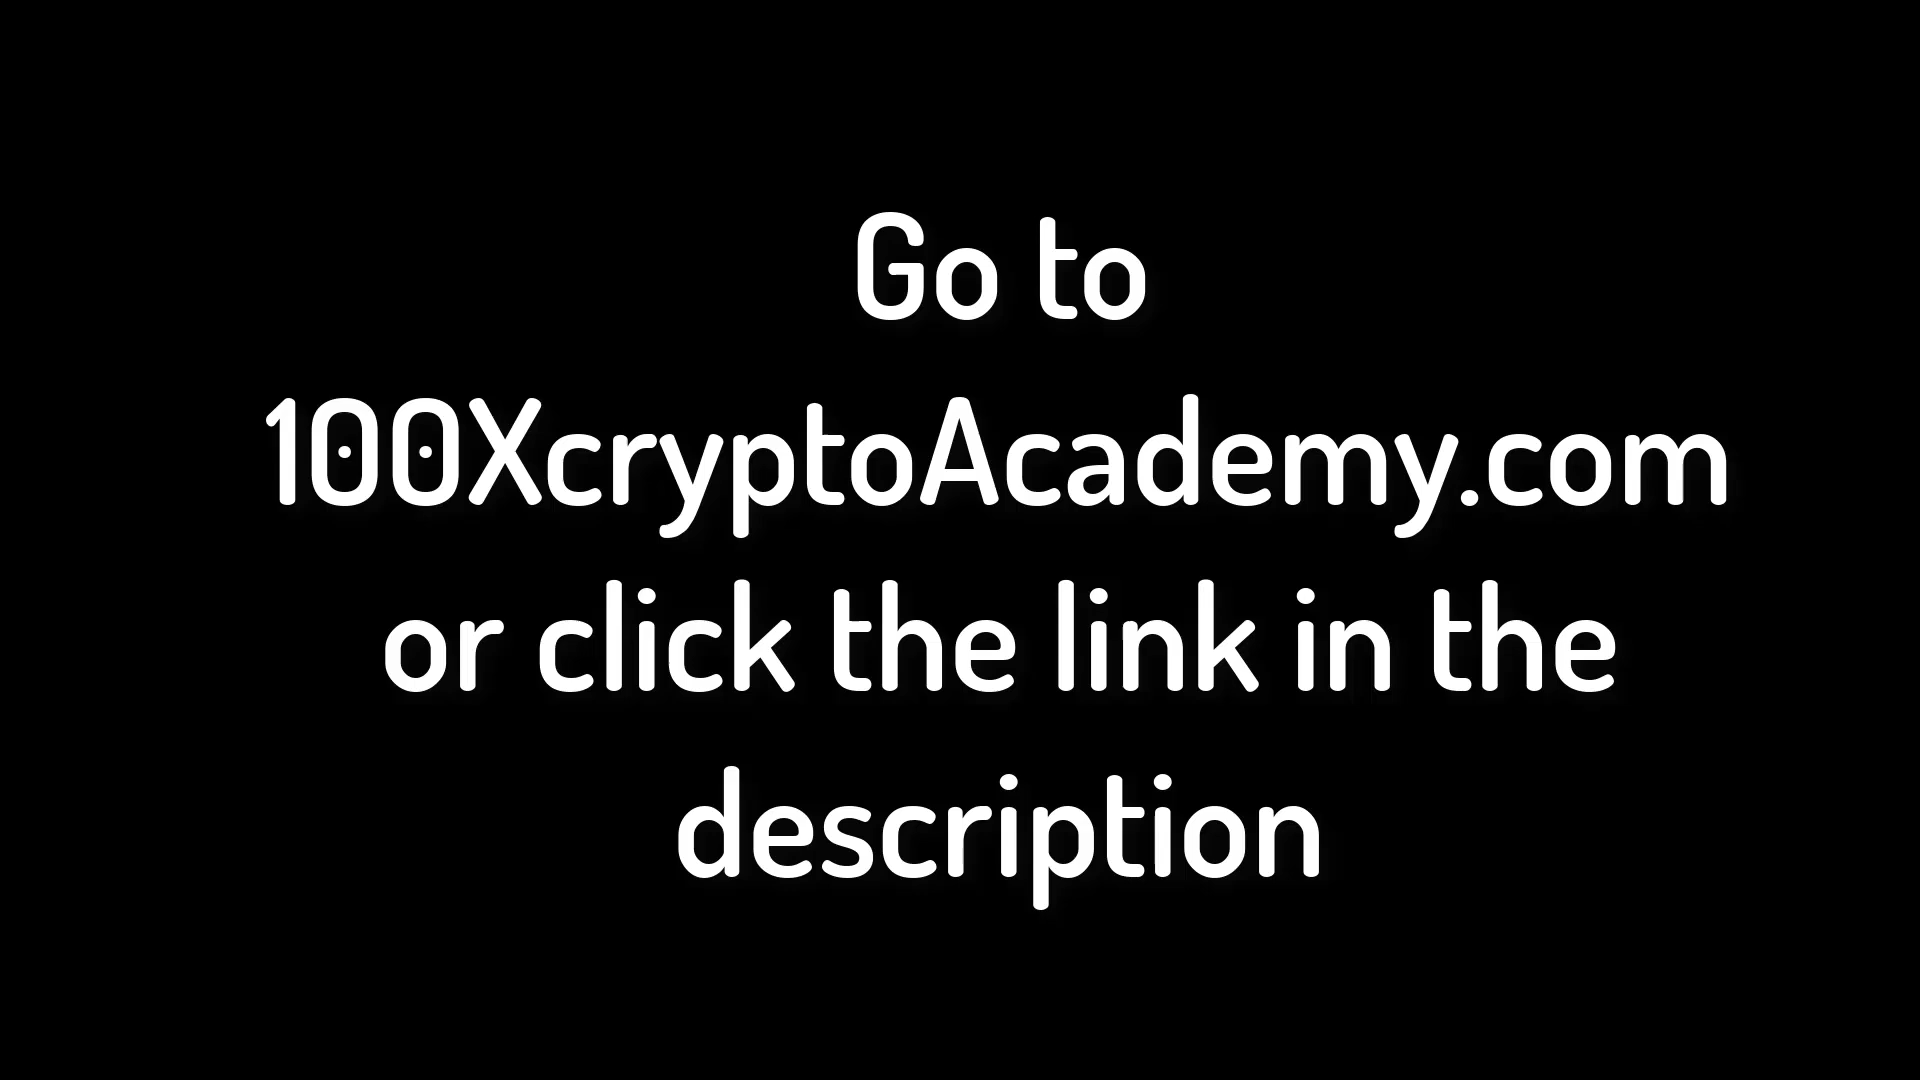 Go to
100XcryptoAcademy.com
or click the link in the
description